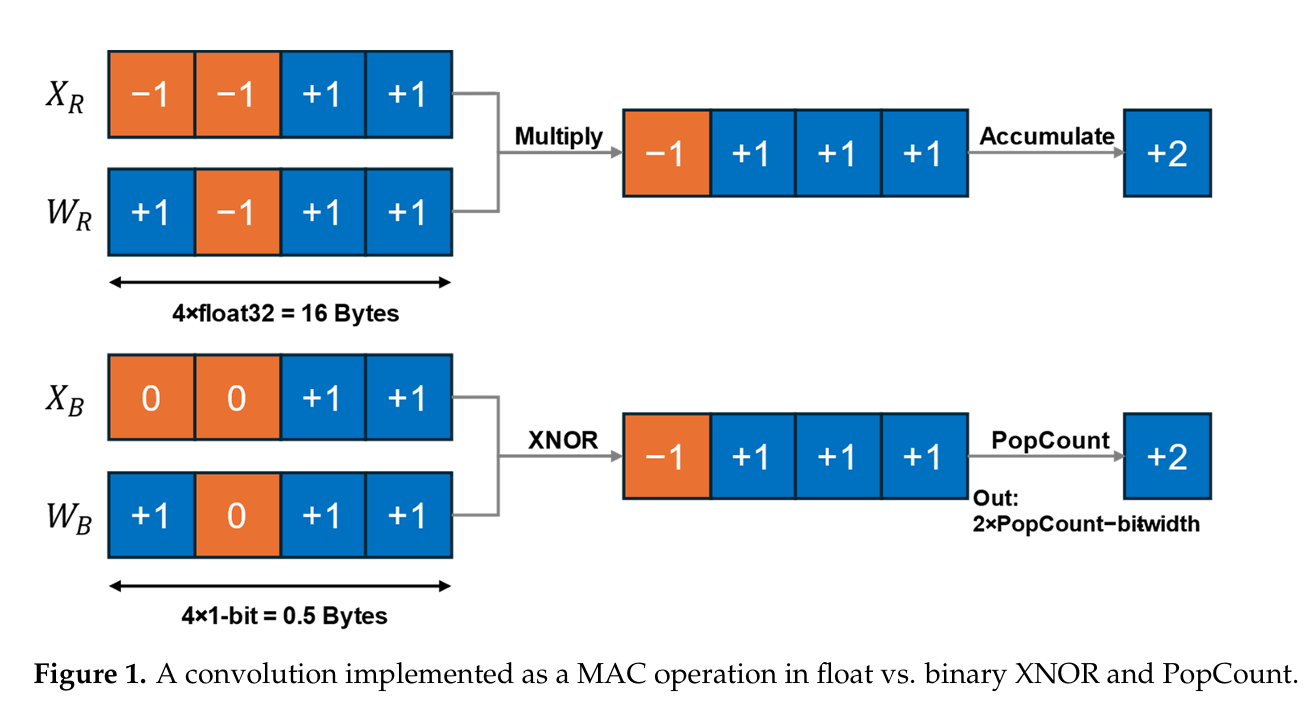 X_R −1 −1 +1 +1
Multiply
−1 +1 +1 +1
Accumulate
+2
W_R +1 −1 +1 +1
4×float32 = 16 Bytes
X_B 0 0 +1 +1
XNOR
−1 +1 +1 +1
PopCount
+2
Out:
2×PopCount−bit-width
W_B +1 0 +1 +1
4×1-bit = 0.5 Bytes
Figure 1. A convolution implemented as a MAC operation in float vs. binary XNOR and PopCount.